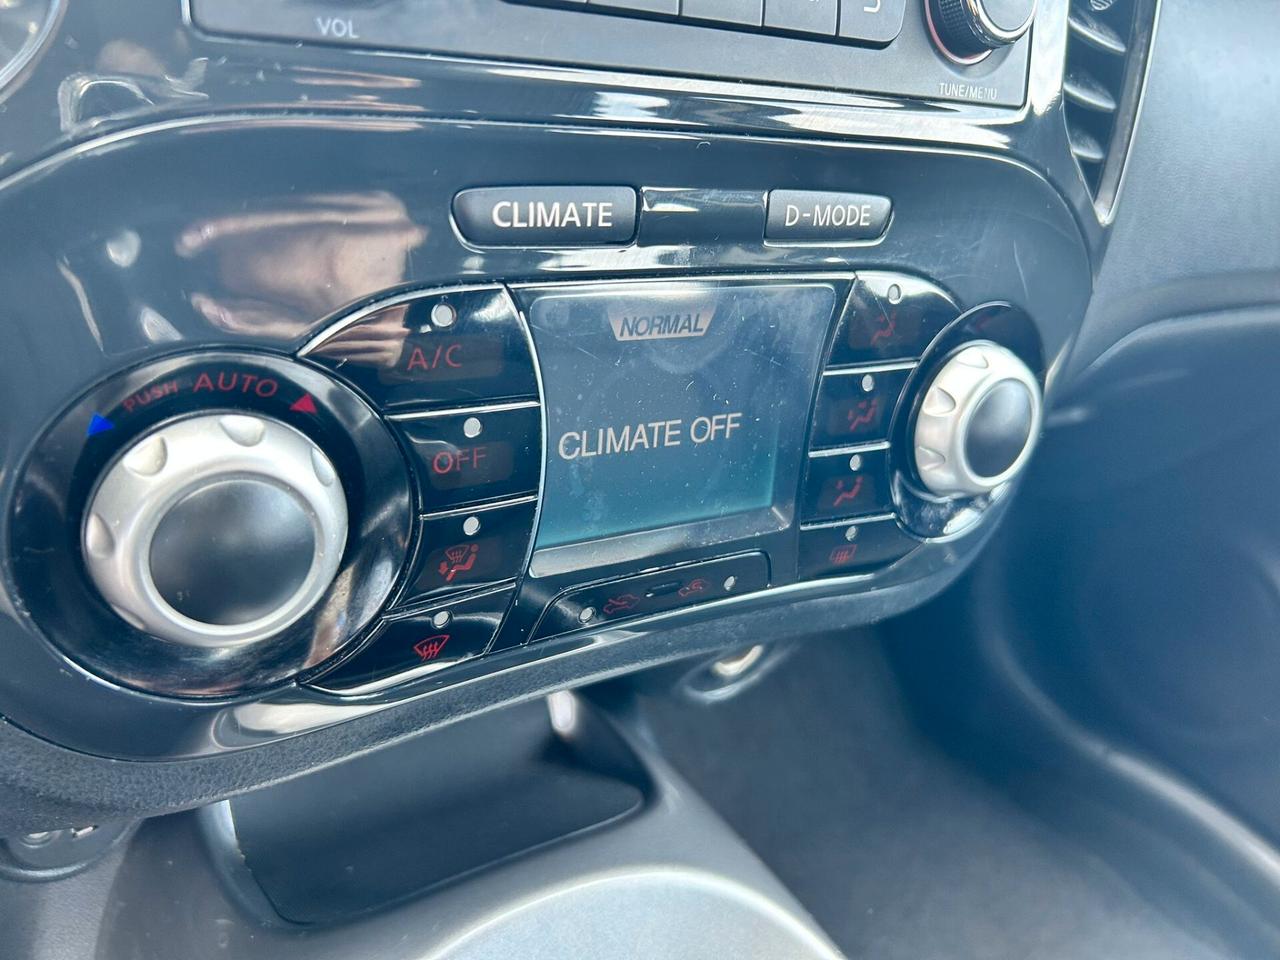 VOL
TUNE/MENU
CLIMATE
D-MODE
NORMAL
A/C
PUSH AUTO
CLIMATE OFF
OFF